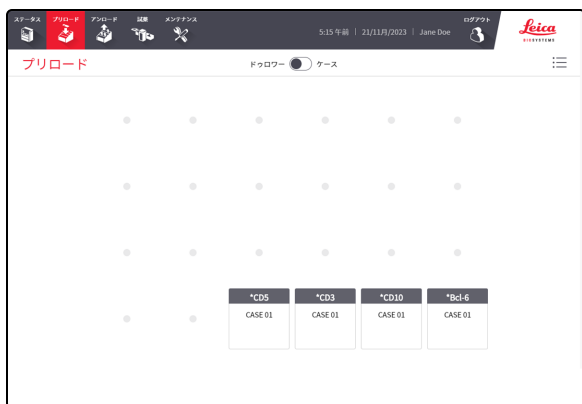 ステータス プリロード アンロード 試薬 メンテナンス ログアウト
5:15 午前 | 21/11月/2023 | Jane Doe
Leica
BIOSYSTEMS
プリロード ドゥロワー ケース
*CD5 *CD3 *CD10 *Bcl-6
CASE 01 CASE 01 CASE 01 CASE 01